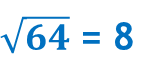 √64 = 8